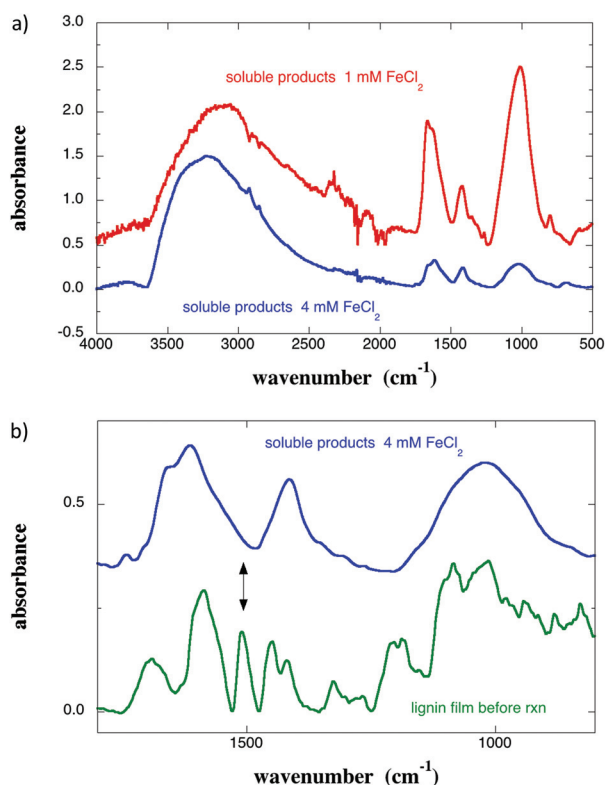 a)
3.0
2.5
2.0
1.5
1.0
0.5
0.0
-0.5
absorbance
soluble products 1 mM FeCl₂
soluble products 4 mM FeCl₂
4000 3500 3000 2500 2000 1500 1000 500
wavenumber (cm⁻¹)
b)
soluble products 4 mM FeCl₂
0.5
0.0
absorbance
lignin film before rxn
1500 1000
wavenumber (cm⁻¹)